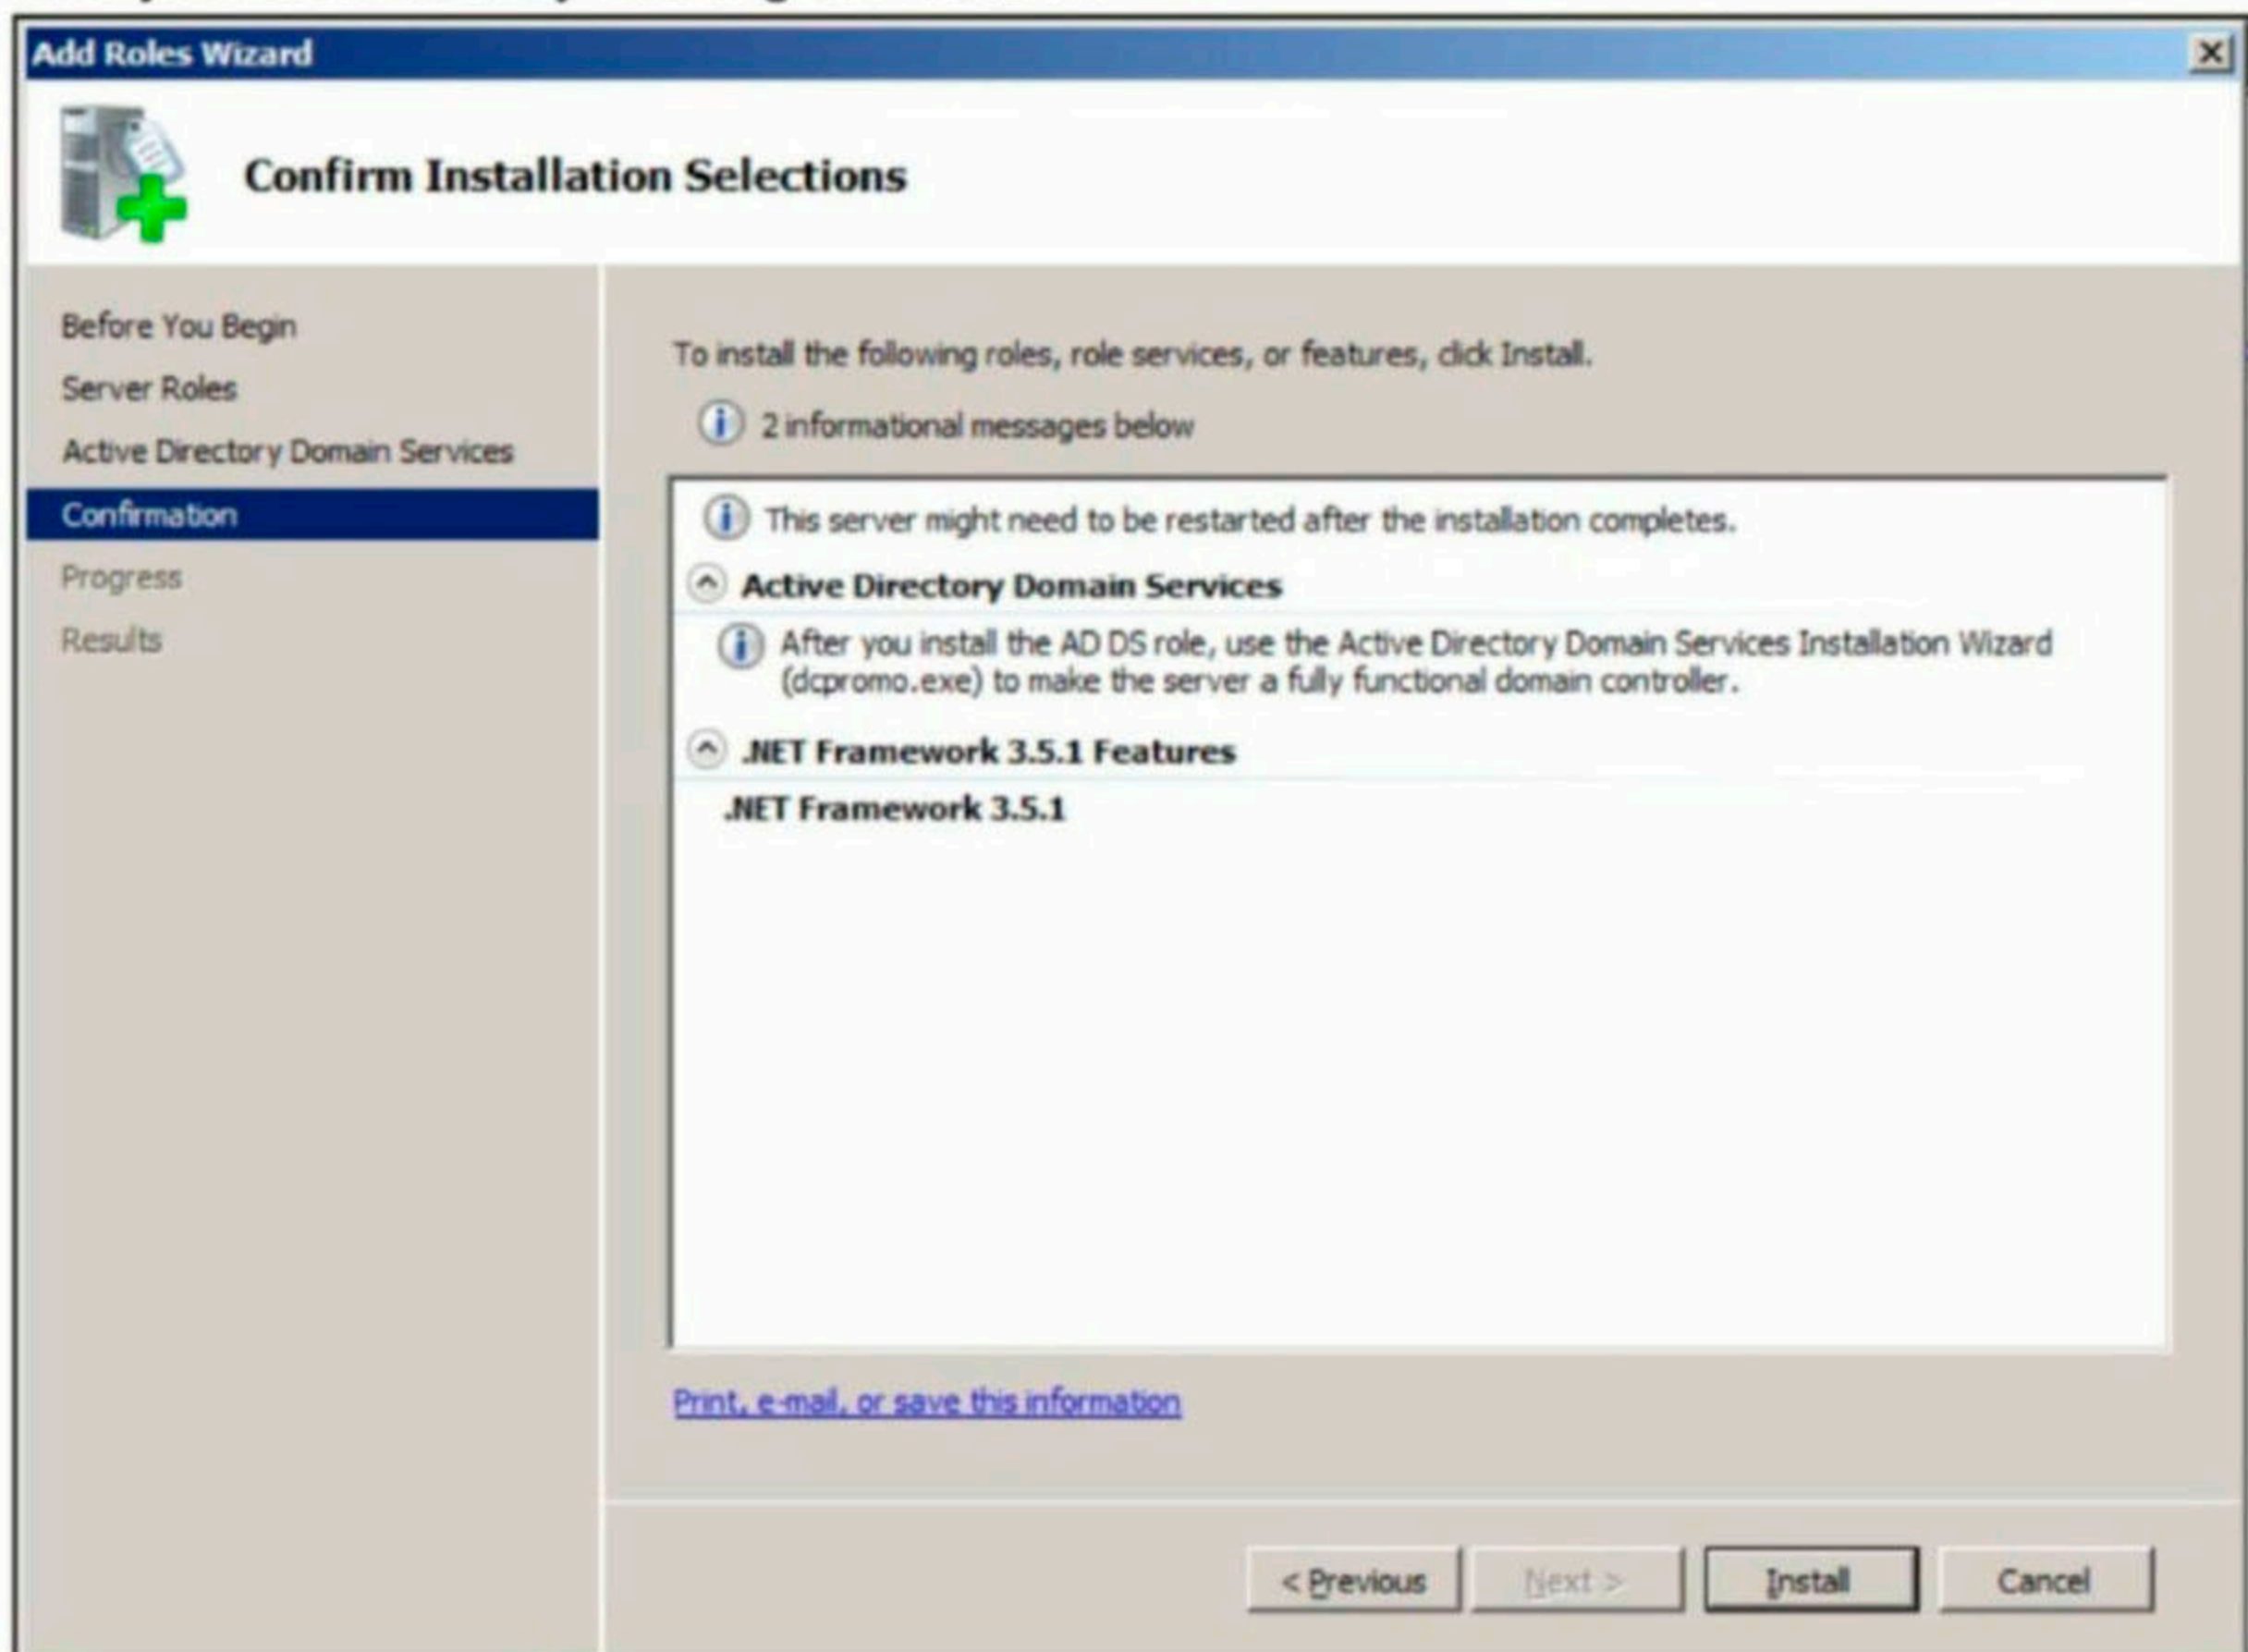 Add Roles Wizard
Confirm Installation Selections
Before You Begin
Server Roles
Active Directory Domain Services
Confirmation
Progress
Results
To install the following roles, role services, or features, click Install.
2 informational messages below
This server might need to be restarted after the installation completes.
Active Directory Domain Services
After you install the AD DS role, use the Active Directory Domain Services Installation Wizard
(dcpromo.exe) to make the server a fully functional domain controller.
.NET Framework 3.5.1 Features
.NET Framework 3.5.1
Print, e-mail, or save this information
< Previous
Next >
Install
Cancel